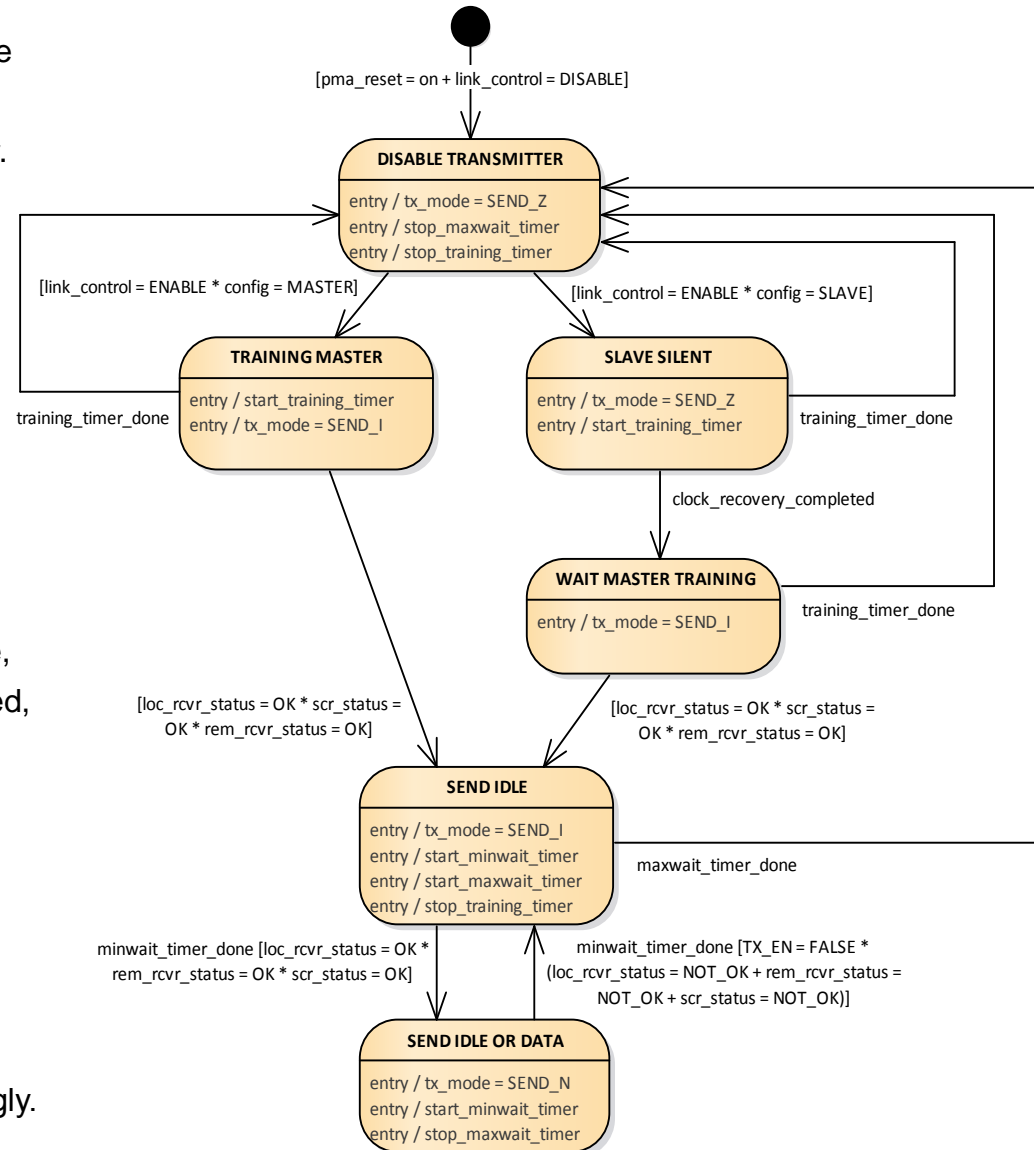 e
[pma_reset = on + link_control = DISABLE]
.
DISABLE TRANSMITTER
entry / tx_mode = SEND_Z
entry / stop_maxwait_timer
entry / stop_training_timer
[link_control = ENABLE * config = MASTER]
[link_control = ENABLE * config = SLAVE]
TRAINING MASTER
entry / start_training_timer
entry / tx_mode = SEND_I
training_timer_done
SLAVE SILENT
entry / tx_mode = SEND_Z
entry / start_training_timer
training_timer_done
clock_recovery_completed
WAIT MASTER TRAINING
entry / tx_mode = SEND_I
training_timer_done
,
ed,
[loc_rcvr_status = OK * scr_status =
OK * rem_rcvr_status = OK]
[loc_rcvr_status = OK * scr_status =
OK * rem_rcvr_status = OK]
SEND IDLE
entry / tx_mode = SEND_I
entry / start_minwait_timer
entry / start_maxwait_timer
entry / stop_training_timer
maxwait_timer_done
minwait_timer_done [loc_rcvr_status = OK *
rem_rcvr_status = OK * scr_status = OK]
minwait_timer_done [TX_EN = FALSE *
(loc_rcvr_status = NOT_OK + rem_rcvr_status =
NOT_OK + scr_status = NOT_OK)]
SEND IDLE OR DATA
entry / tx_mode = SEND_N
entry / start_minwait_timer
entry / stop_maxwait_timer
gly.